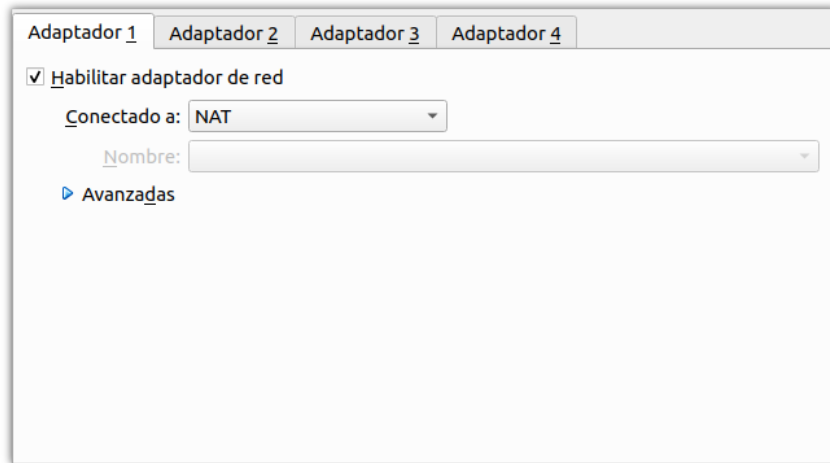 Adaptador 1 Adaptador 2 Adaptador 3 Adaptador 4
Habilitar adaptador de red
Conectado a: NAT
Nombre:
Avanzadas